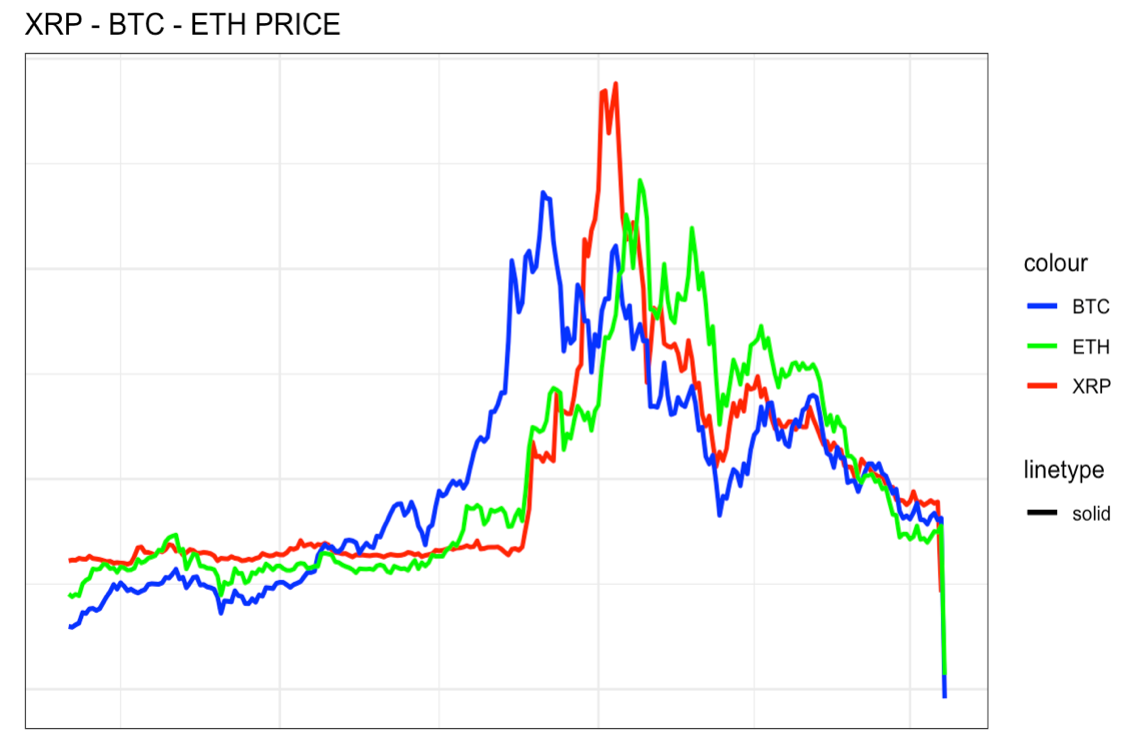 XRP - BTC - ETH PRICE
colour
BTC
ETH
XRP
linetype
solid